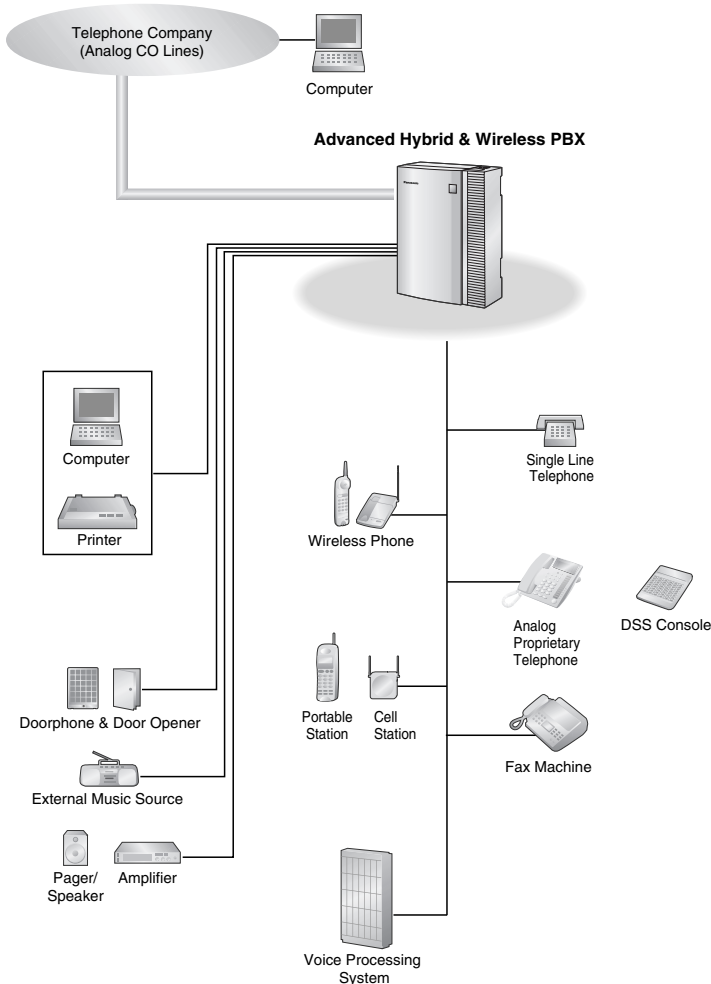 Telephone Company
(Analog CO Lines)
Computer
Advanced Hybrid & Wireless PBX
Computer
Printer
Single Line
Telephone
Wireless Phone
Analog
Proprietary
Telephone
DSS Console
Doorphone & Door Opener
Portable
Station
Cell
Station
Fax Machine
External Music Source
Pager/
Speaker
Amplifier
Voice Processing
System